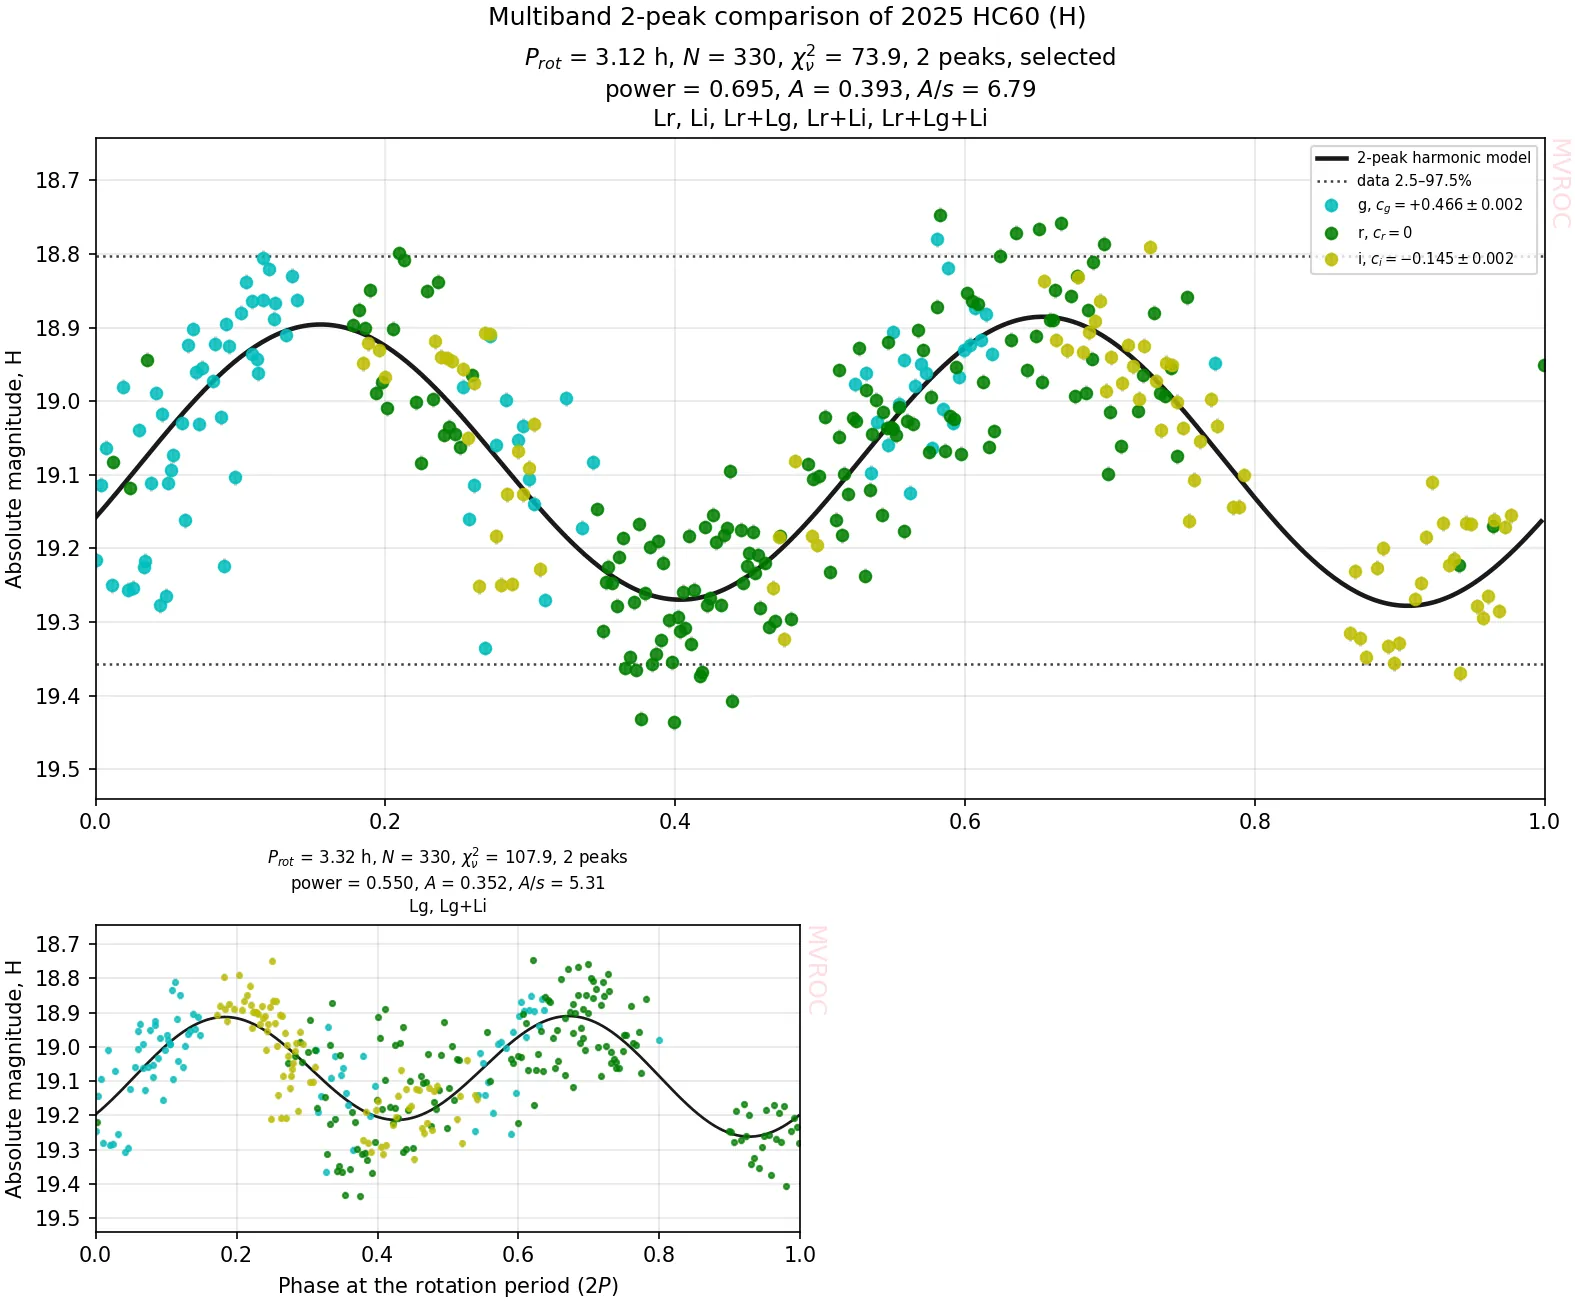 Multiband 2-peak comparison of 2025 HC60 (H)
P_rot = 3.12 h, N = 330, χ²_ν = 73.9, 2 peaks, selected
power = 0.695, A = 0.393, A/s = 6.79
Lr, Li, Lr+Lg, Lr+Li, Lr+Lg+Li
2-peak harmonic model
data 2.5–97.5%
g, c_g = +0.466 ± 0.002
r, c_r = 0
i, c_i = −0.145 ± 0.002
MVROC
Absolute magnitude, H
18.7
18.8
18.9
19.0
19.1
19.2
19.3
19.4
19.5
0.0 0.2 0.4 0.6 0.8 1.0
P_rot = 3.32 h, N = 330, χ²_ν = 107.9, 2 peaks
power = 0.550, A = 0.352, A/s = 5.31
Lg, Lg+Li
MVROC
Absolute magnitude, H
18.7
18.8
18.9
19.0
19.1
19.2
19.3
19.4
19.5
0.0 0.2 0.4 0.6 0.8 1.0
Phase at the rotation period (2P)